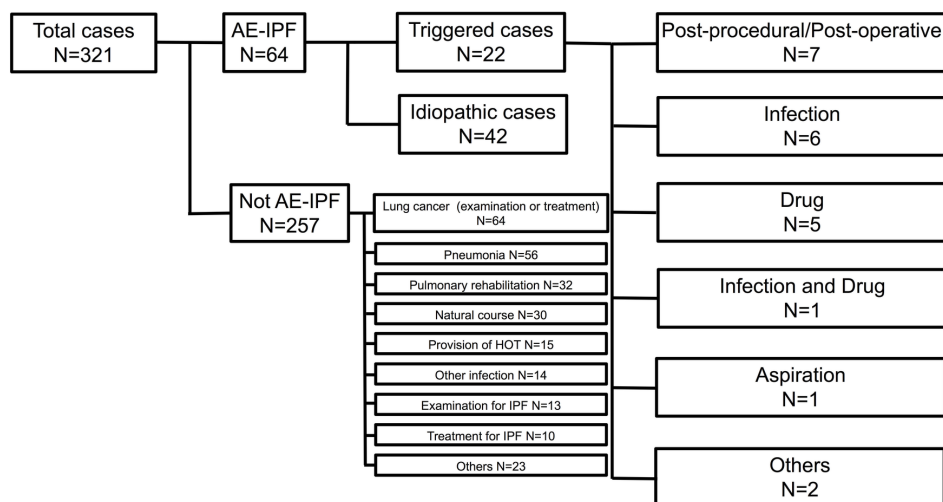 Total cases
N=321
AE-IPF
N=64
Triggered cases
N=22
Idiopathic cases
N=42
Not AE-IPF
N=257
Lung cancer (examination or treatment)
N=64
Pneumonia N=56
Pulmonary rehabilitation N=32
Natural course N=30
Provision of HOT N=15
Other infection N=14
Examination for IPF N=13
Treatment for IPF N=10
Others N=23
Post-procedural/Post-operative
N=7
Infection
N=6
Drug
N=5
Infection and Drug
N=1
Aspiration
N=1
Others
N=2